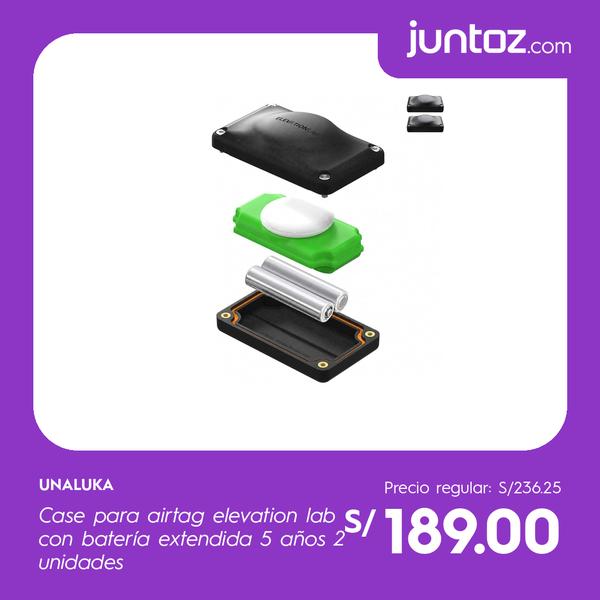 juntoz.com
ELEVATIONLAB
UNALUKA
Case para airtag elevation lab
con batería extendida 5 años 2
unidades
Precio regular: S/236.25
S/189.00